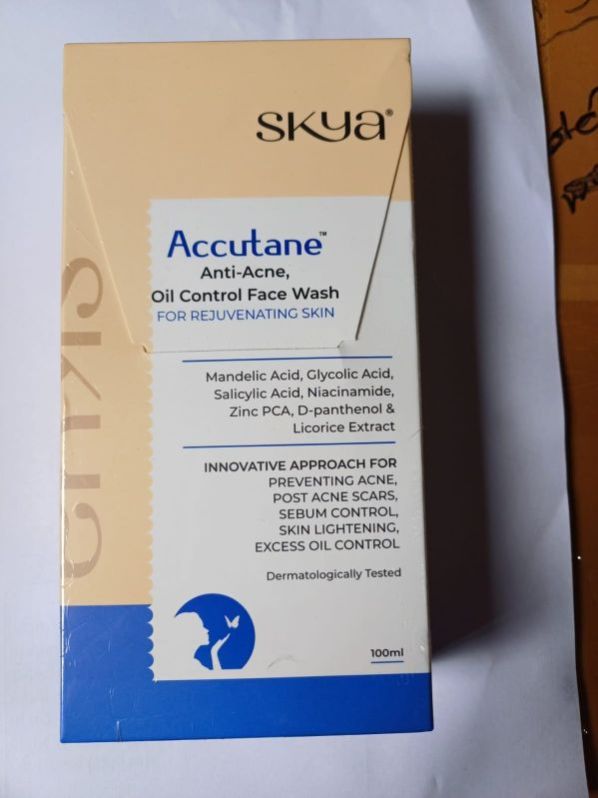 SKYA®
Accutane™
Anti-Acne,
Oil Control Face Wash
FOR REJUVENATING SKIN
Mandelic Acid, Glycolic Acid,
Salicylic Acid, Niacinamide,
Zinc PCA, D-panthenol &
Licorice Extract
INNOVATIVE APPROACH FOR
PREVENTING ACNE,
POST ACNE SCARS,
SEBUM CONTROL,
SKIN LIGHTENING,
EXCESS OIL CONTROL
Dermatologically Tested
100ml
SKYA